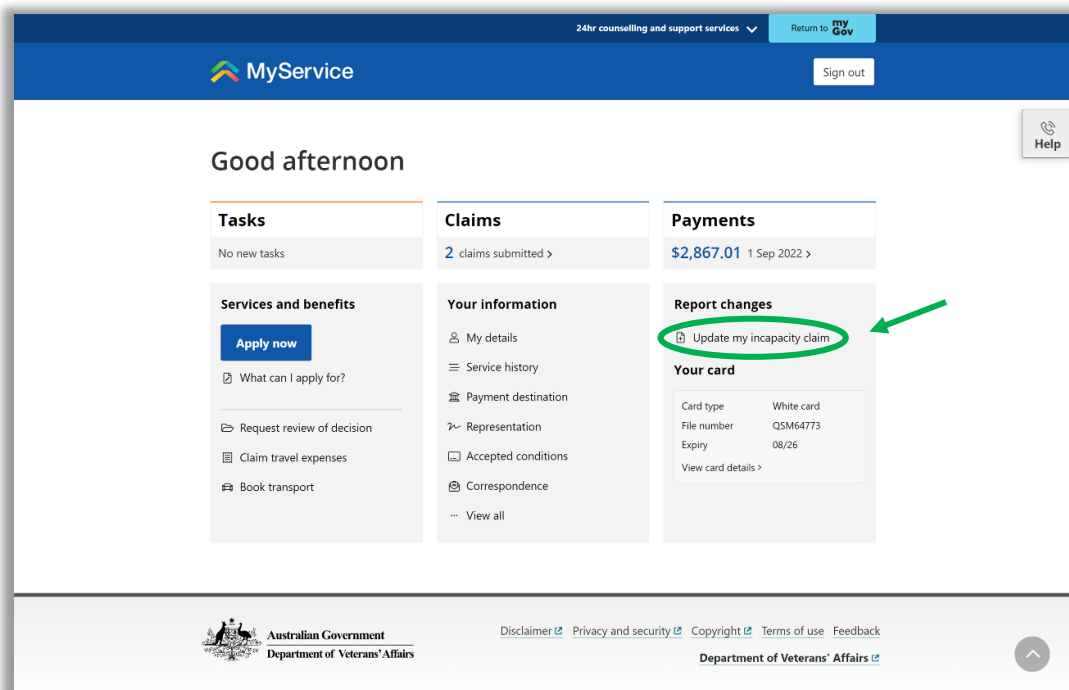 24hr counselling and support services
Return to my Gov
MyService
Sign out
Help
Good afternoon
Tasks
No new tasks
Claims
2 claims submitted >
Payments
$2,867.01 1 Sep 2022 >
Services and benefits
Apply now
What can I apply for?
Request review of decision
Claim travel expenses
Book transport
Your information
My details
Service history
Payment destination
Representation
Accepted conditions
Correspondence
View all
Report changes
Update my incapacity claim
Your card
Card type White card
File number QSM64773
Expiry 08/26
View card details >
Australian Government
Department of Veterans' Affairs
Disclaimer Privacy and security Copyright Terms of use Feedback
Department of Veterans' Affairs